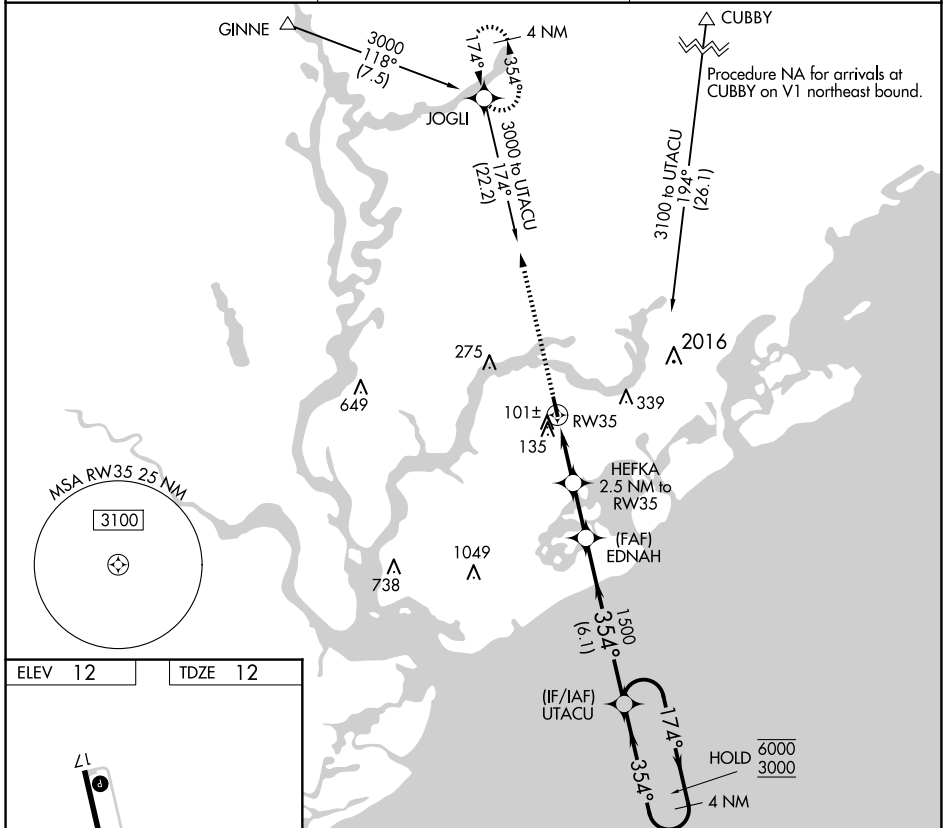 GINNE
3000
118°
(7.5)
174°
354°
4 NM
JOGLI
3000 to UTACU
174°
(22.2)
CUBBY
Procedure NA for arrivals at
CUBBY on V1 northeast bound.
3100 to UTACU
194°
(26.1)
2016
275
649
339
101±
RW35
135
HEFKA
2.5 NM to
RW35
MSA RW35 25 NM
3100
(FAF)
EDNAH
1049
738
1500
354°
(6.1)
ELEV 12
TDZE 12
(IF/IAF)
UTACU
174°
HOLD
6000
3000
354°
4 NM
17
P